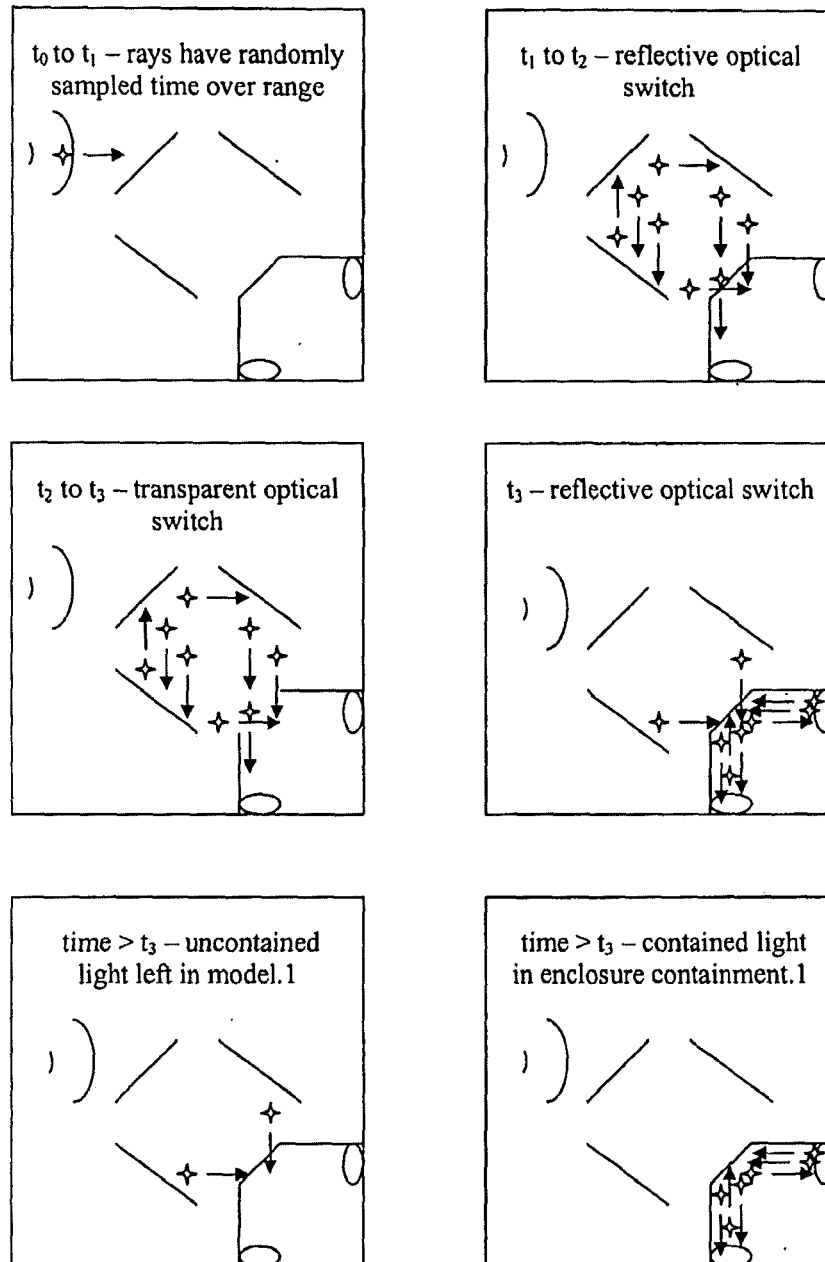 t₀ to t₁ – rays have randomly
sampled time over range
t₁ to t₂ – reflective optical
switch
t₂ to t₃ – transparent optical
switch
t₃ – reflective optical switch
time > t₃ – uncontained
light left in model.1
time > t₃ – contained light
in enclosure containment.1